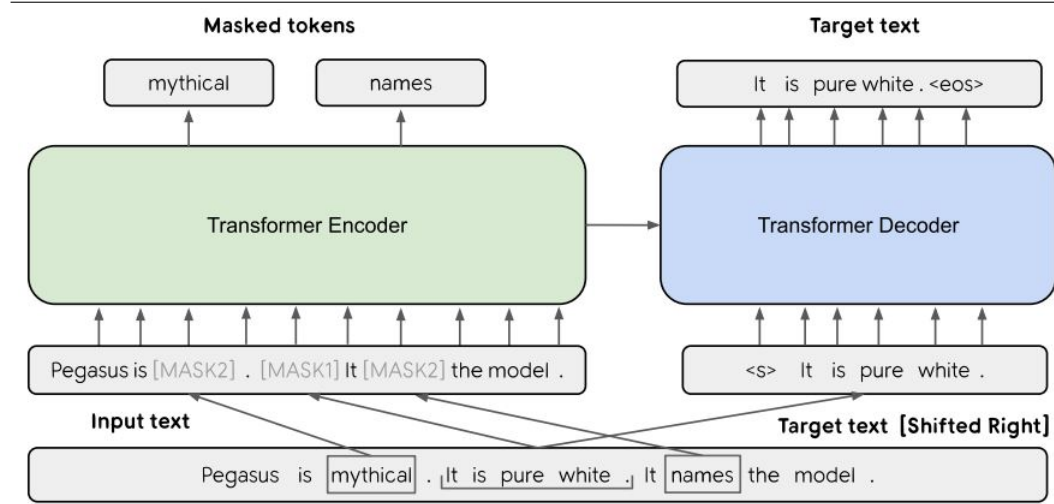 Masked tokens Target text
mythical names It is pure white . <eos>
Transformer Encoder Transformer Decoder
Pegasus is [MASK2] . [MASK1] It [MASK2] the model . <s> It is pure white .
Input text Target text [Shifted Right]
Pegasus is mythical . It is pure white . It names the model .